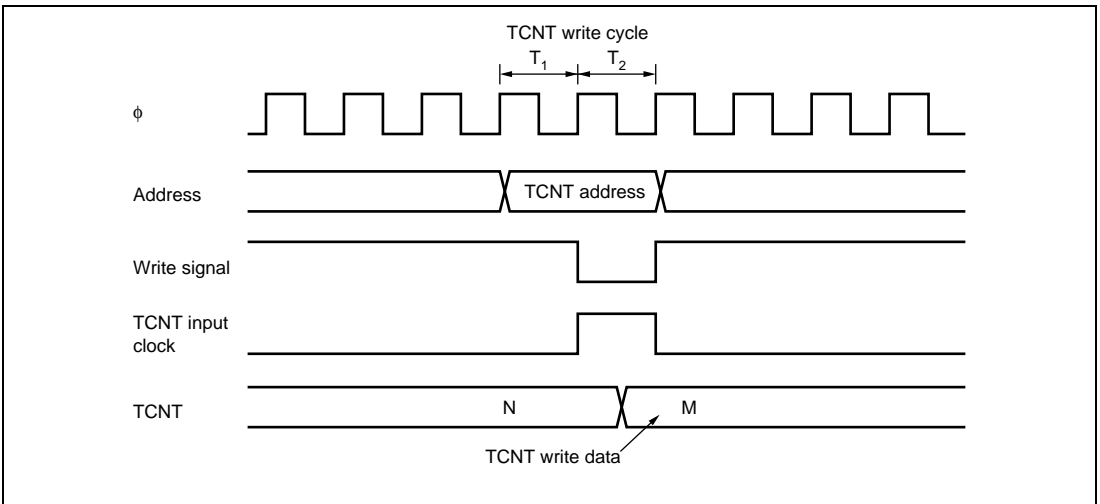 TCNT write cycle
T1 T2
ϕ
Address
TCNT address
Write signal
TCNT input
clock
TCNT
N
M
TCNT write data